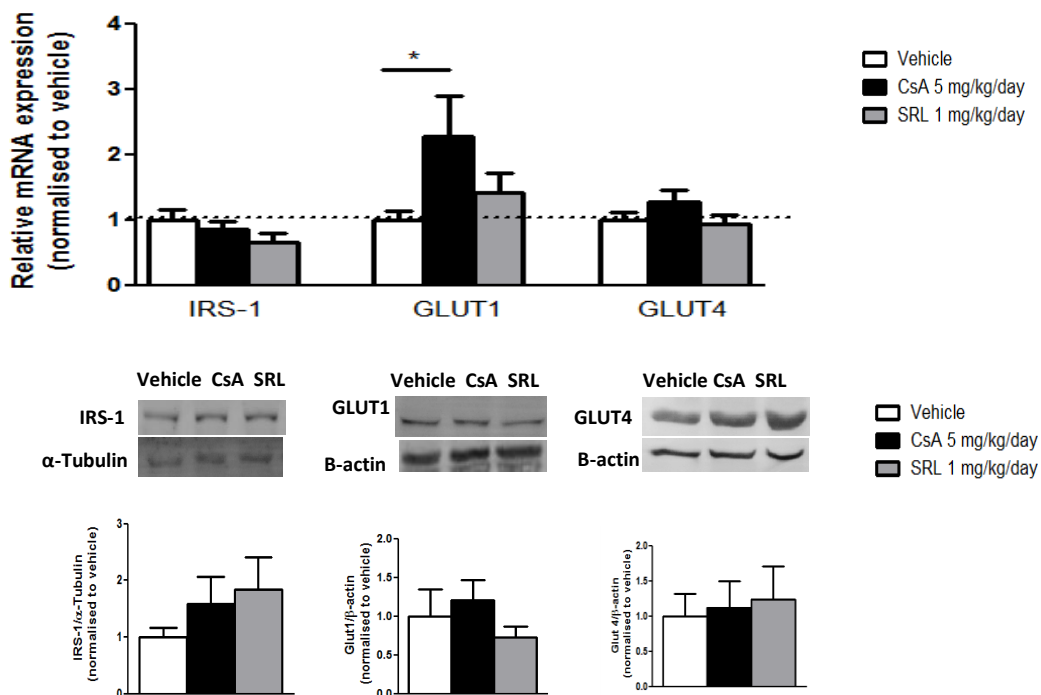 Relative mRNA expression
(normalised to vehicle)
4
3
2
1
0
*
IRS-1
GLUT1
GLUT4
Vehicle
CsA 5 mg/kg/day
SRL 1 mg/kg/day
Vehicle CsA SRL
IRS-1
α-Tubulin
Vehicle CsA SRL
GLUT1
B-actin
Vehicle CsA SRL
GLUT4
B-actin
Vehicle
CsA 5 mg/kg/day
SRL 1 mg/kg/day
IRS-1/α-Tubulin
(normalised to vehicle)
3
2
1
0
Glut1/β-actin
(normalised to vehicle)
2.0
1.5
1.0
0.5
0.0
Glut 4/β-actin
(normalised to vehicle)
2.0
1.5
1.0
0.5
0.0